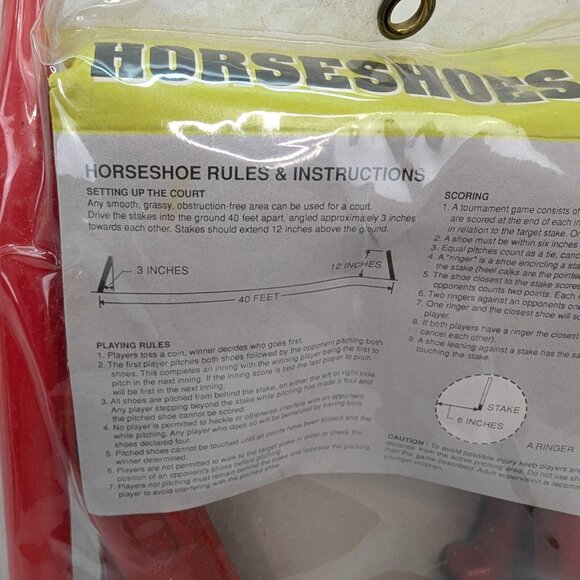 HORSESHOES
HORSESHOE RULES & INSTRUCTIONS
SETTING UP THE COURT
Any smooth, grassy, obstruction-free area can be used for a court.
Drive the stakes into the ground 40 feet apart, angled approximately 3 inches
towards each other. Stakes should extend 12 inches above the ground.
3 INCHES
12 INCHES
40 FEET
PLAYING RULES
1. Players toss a coin, winner decides who goes first.
2. The first player pitches both shoes followed by the opponent pitching both
shoes. This completes an inning with the winning player being the first to
pitch in the next inning. If the inning score is tied the last player to pitch
will be first in the next inning.
3. All shoes are pitched from behind the stake, on either the left or right side.
Any player stepping beyond the stake while pitching has made a foul and
the pitched shoe cannot be scored.
4. No player is permitted to heckle or otherwise interfere with an opponent
while pitching. Any player who does so will be penalized by having both
shoes declared foul.
5. Pitched shoes cannot be touched until all points have been totaled and the
winner determined.
6. Players are not permitted to walk to the target stake in order to check the
position of an opponent's shoes before pitching.
7. Players not pitching must remain behind the stake and opposite the pitching
player to avoid interfering with the pitched shoe.
SCORING
1. A tournament game consists of
are scored at the end of each in
in relation to the target stake. On
2. A shoe must be within six inches
3. Equal pitches count as a tie, canc
4. A "ringer" is a shoe encircling a sta
the stake (heel calks are the pointed
5. The shoe closest to the stake scores
opponents counts two points. Each
6. Two ringers against an opponents one
7. One ringer and the closest shoe will sc
player.
8. If both players have a ringer the closest
cancel each other).
9. A shoe leaning against a stake has the sa
touching the stake.
STAKE
6 INCHES
A RINGER
CAUTION: To avoid possible injury keep players and
distance from the active pitching area. Do not use sh
than the game described. Adult supervision is recomm
younger children.